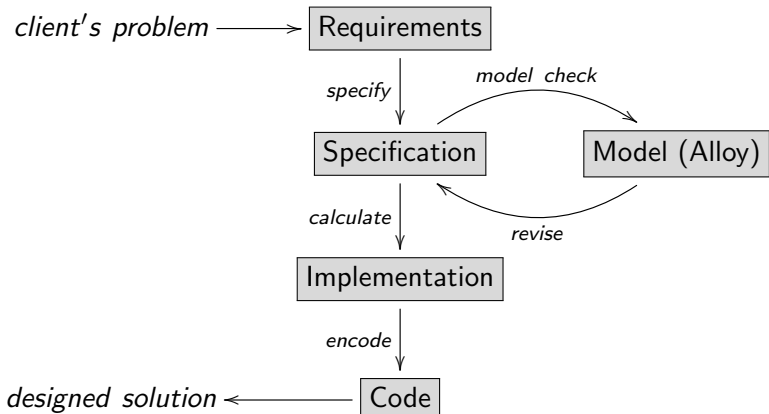 client's problem
Requirements
specify
model check
Specification
Model (Alloy)
calculate
revise
Implementation
encode
designed solution
Code